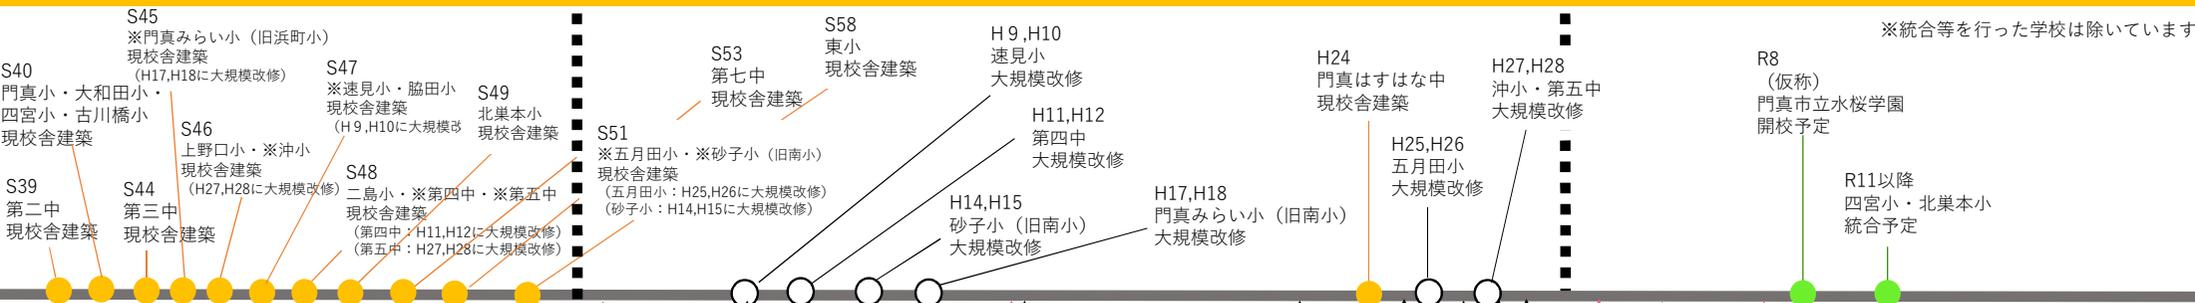 ※統合等を行った学校は除いています
S39
第二中
現校舎建築
S40
門真小・大和田小・
四宮小・古川橋小
現校舎建築
S44
第三中
現校舎建築
S45
※門真みらい小（旧浜町小）
現校舎建築
（H17,H18に大規模改修）
S46
上野口小・※沖小
現校舎建築
（H27,H28に大規模改修）
S47
※速見小・脇田小
現校舎建築
（H９,H10に大規模改
S48
二島小・※第四中・※第五中
現校舎建築
（第四中：H11,H12に大規模改修）
（第五中：H27,H28に大規模改修）
S49
北巣本小
現校舎建築
S51
※五月田小・※砂子小（旧南小）
現校舎建築
（五月田小：H25,H26に大規模改修）
（砂子小：H14,H15に大規模改修）
S53
第七中
現校舎建築
S58
東小
現校舎建築
H９,H10
速見小
大規模改修
H11,H12
第四中
大規模改修
H14,H15
砂子小（旧南小）
大規模改修
H17,H18
門真みらい小（旧南小）
大規模改修
H24
門真はすはな中
現校舎建築
H25,H26
五月田小
大規模改修
H27,H28
沖小・第五中
大規模改修
R8
（仮称）
門真市立水桜学園
開校予定
R11以降
四宮小・北巣本小
統合予定